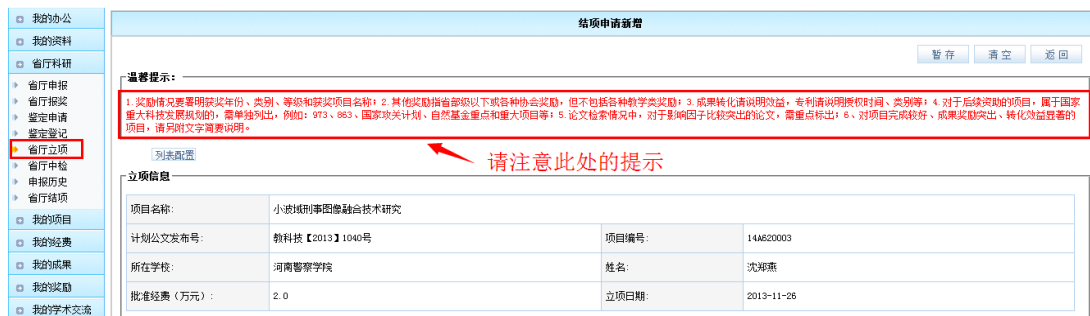 我的办公
我的资料
省厅科研
省厅申报
省厅报奖
鉴定申请
鉴定登记
省厅立项
省厅中检
申报历史
省厅结项
我的项目
我的经费
我的成果
我的奖励
我的学术交流
结项申请新增
暂存 清空 返回
温馨提示：
1.奖励情况要署明获奖年份、类别、等级和获奖项目名称；2.其他奖励指省部级以下或各种协会奖励，但不包括各种教学类奖励；3.成果转化请说明效益，专利请说明授权时间、类别等；4.对于后续资助的项目，属于国家
重大科技发展规划的，需单独列出，例如：973、863、国家攻关计划、自然基金重点和重大项目等；5.论文检索情况中，对于影响因子比较突出的论文，需重点标出；6、对项目完成较好、成果奖励突出、转化效益显著的
项目，请另附文字简要说明。
列表配置
请注意此处的提示
立项信息
项目名称: 小波域刑事图像融合技术研究
计划公文发布号: 教科技【2013】1040号 项目编号: 14A620003
所在学校: 河南警察学院 姓名: 沈郑燕
批准经费（万元）: 2.0 立项日期: 2013-11-26